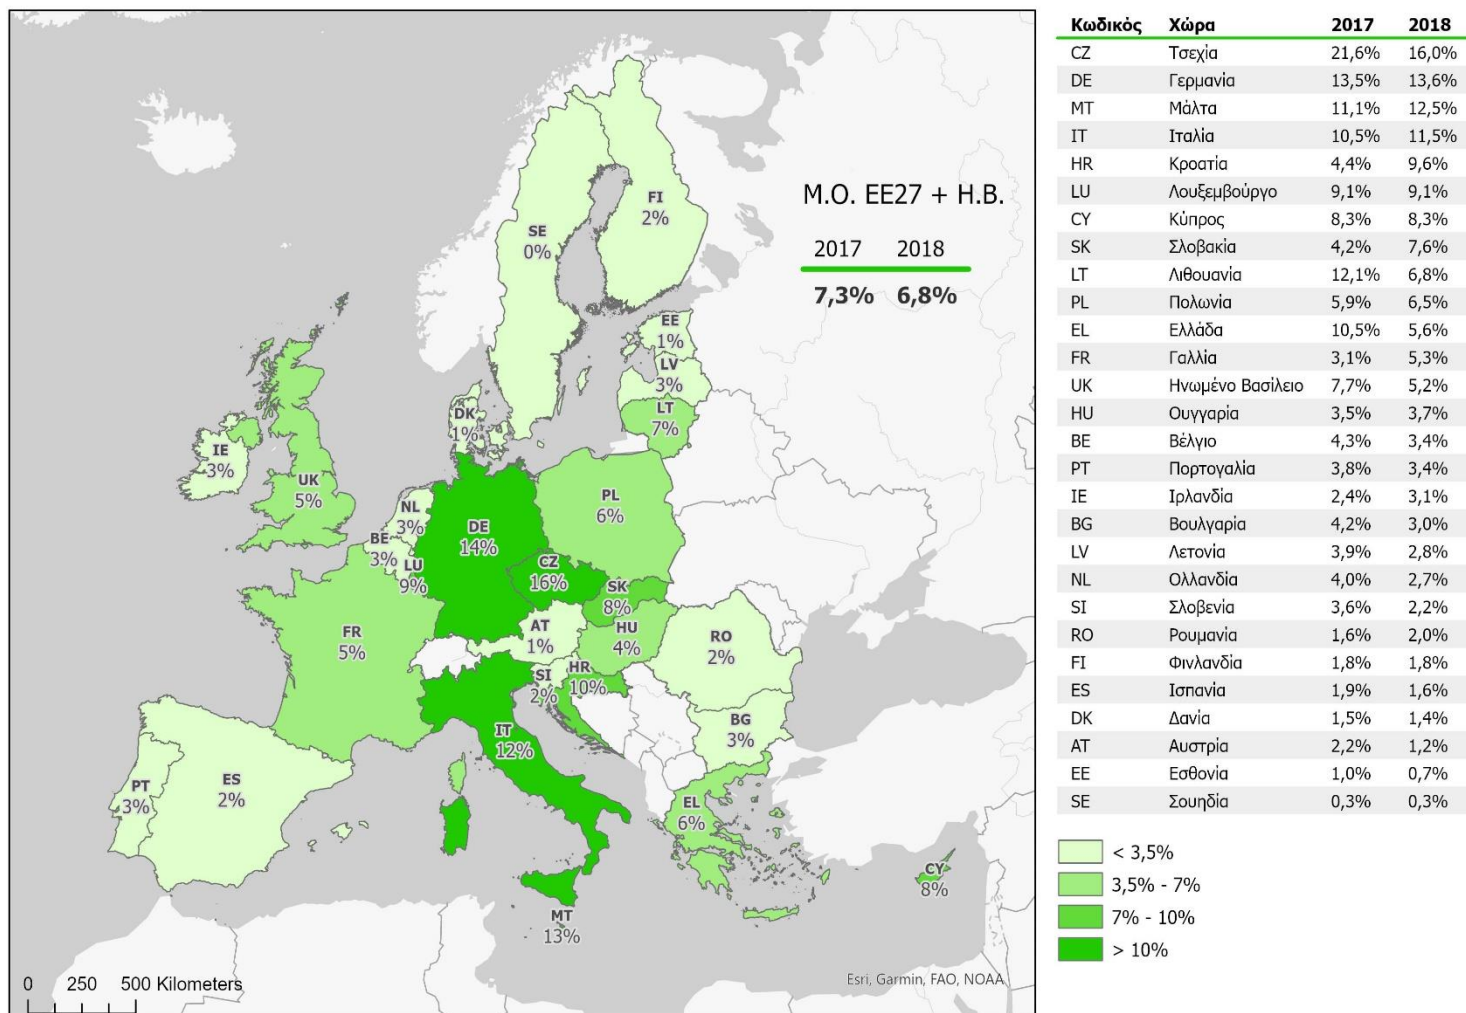 FI
2%
SE
0%
M.O. EE27 + H.B.
2017 2018
7,3% 6,8%
EE
1%
LV
3%
LT
7%
DK
1%
IE
3%
UK
5%
NL
3%
BE
3%
LU
9%
DE
14%
PL
6%
CZ
16%
SK
8%
AT
1%
HU
4%
RO
2%
FR
5%
SI
2%
HR
10%
BG
3%
IT
12%
PT
3%
ES
2%
EL
6%
CY
8%
MT
13%
0 250 500 Kilometers
Esri, Garmin, FAO, NOAA
Κωδικός Χώρα 2017 2018
CZ Τσεχία 21,6% 16,0%
DE Γερμανία 13,5% 13,6%
MT Μάλτα 11,1% 12,5%
IT Ιταλία 10,5% 11,5%
HR Κροατία 4,4% 9,6%
LU Λουξεμβούργο 9,1% 9,1%
CY Κύπρος 8,3% 8,3%
SK Σλοβακία 4,2% 7,6%
LT Λιθουανία 12,1% 6,8%
PL Πολωνία 5,9% 6,5%
EL Ελλάδα 10,5% 5,6%
FR Γαλλία 3,1% 5,3%
UK Ηνωμένο Βασίλειο 7,7% 5,2%
HU Ουγγαρία 3,5% 3,7%
BE Βέλγιο 4,3% 3,4%
PT Πορτογαλία 3,8% 3,4%
IE Ιρλανδία 2,4% 3,1%
BG Βουλγαρία 4,2% 3,0%
LV Λετονία 3,9% 2,8%
NL Ολλανδία 4,0% 2,7%
SI Σλοβενία 3,6% 2,2%
RO Ρουμανία 1,6% 2,0%
FI Φινλανδία 1,8% 1,8%
ES Ισπανία 1,9% 1,6%
DK Δανία 1,5% 1,4%
AT Αυστρία 2,2% 1,2%
EE Εσθονία 1,0% 0,7%
SE Σουηδία 0,3% 0,3%
< 3,5%
3,5% - 7%
7% - 10%
> 10%